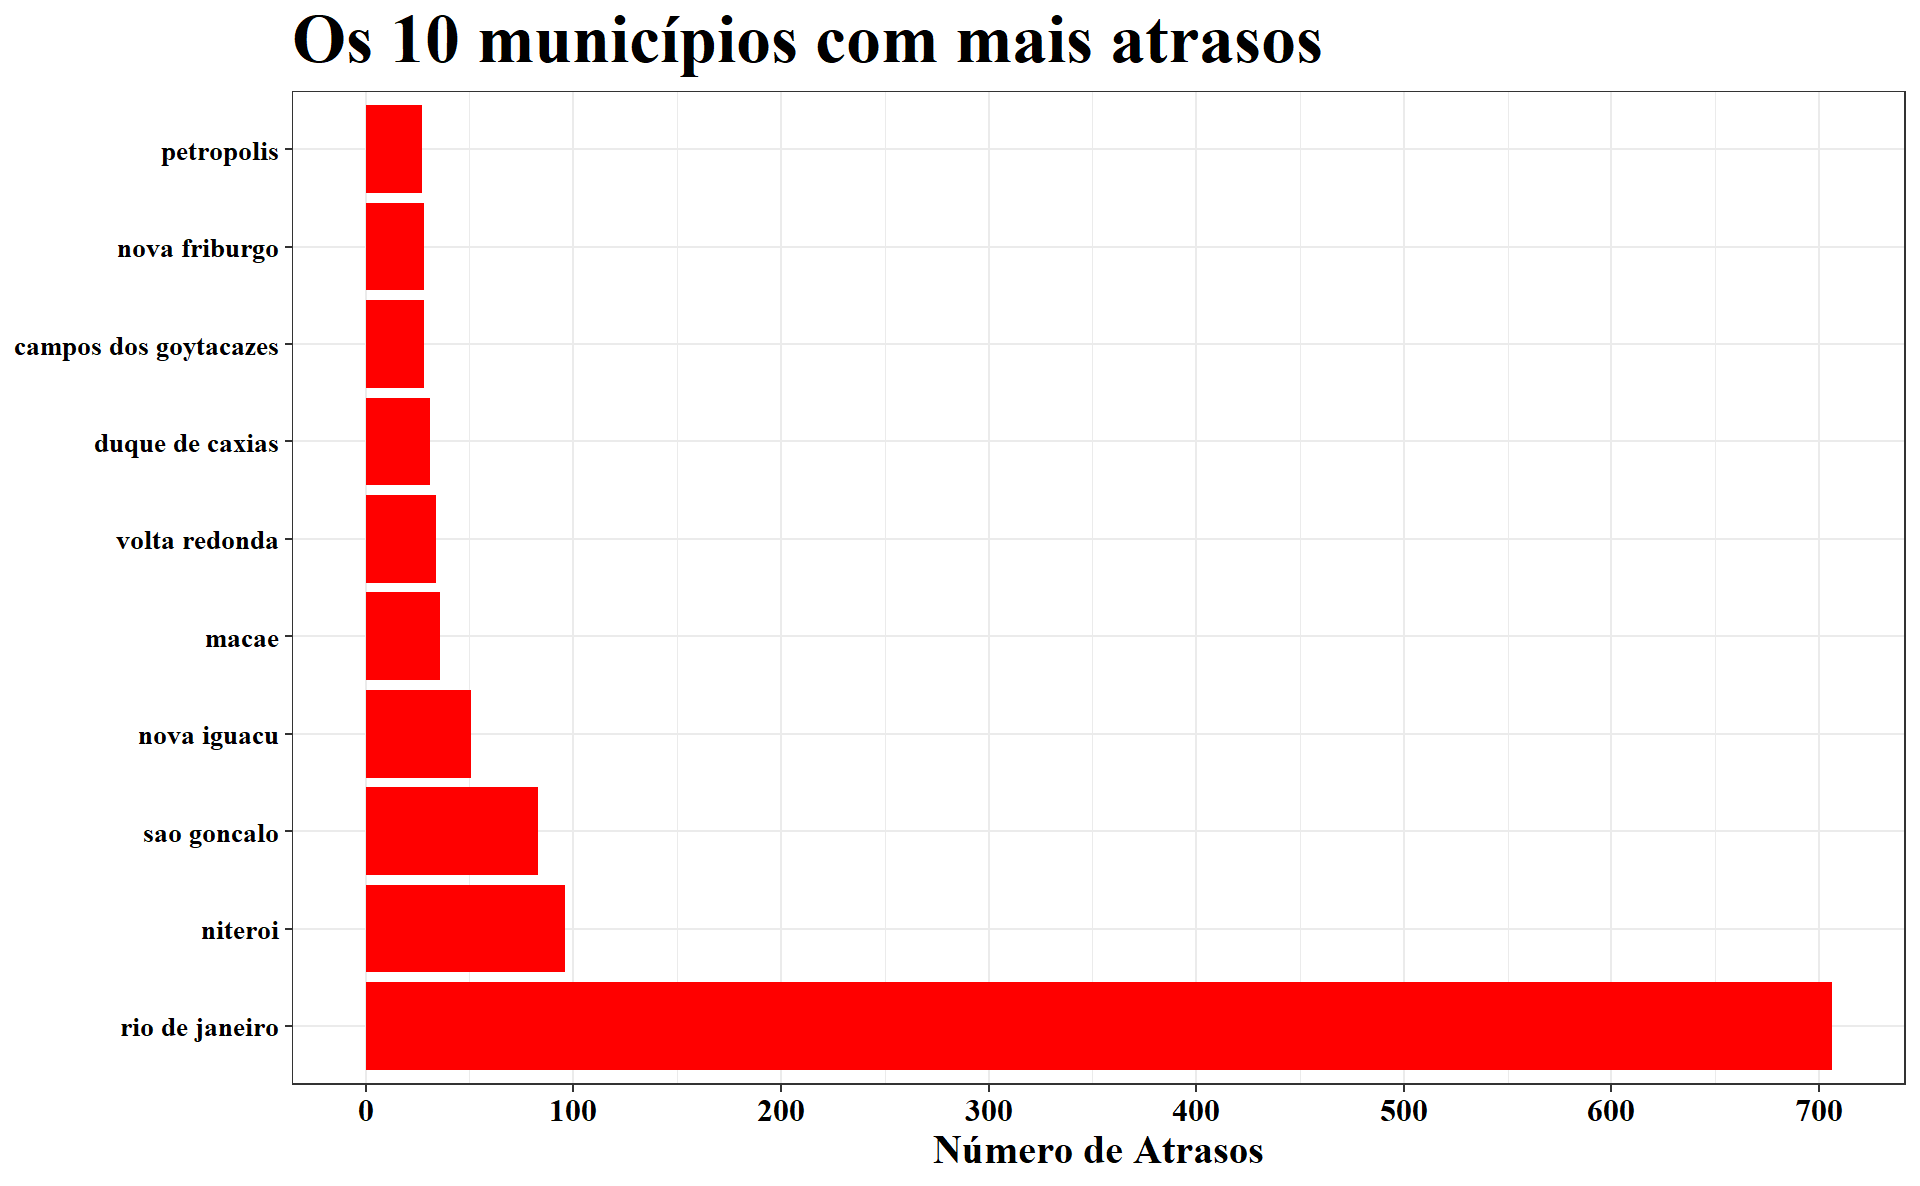 Os 10 municípios com mais atrasos
petropolis
nova friburgo
campos dos goytacazes
duque de caxias
volta redonda
macae
nova iguacu
sao goncalo
niteroi
rio de janeiro
0 100 200 300 400 500 600 700
Número de Atrasos